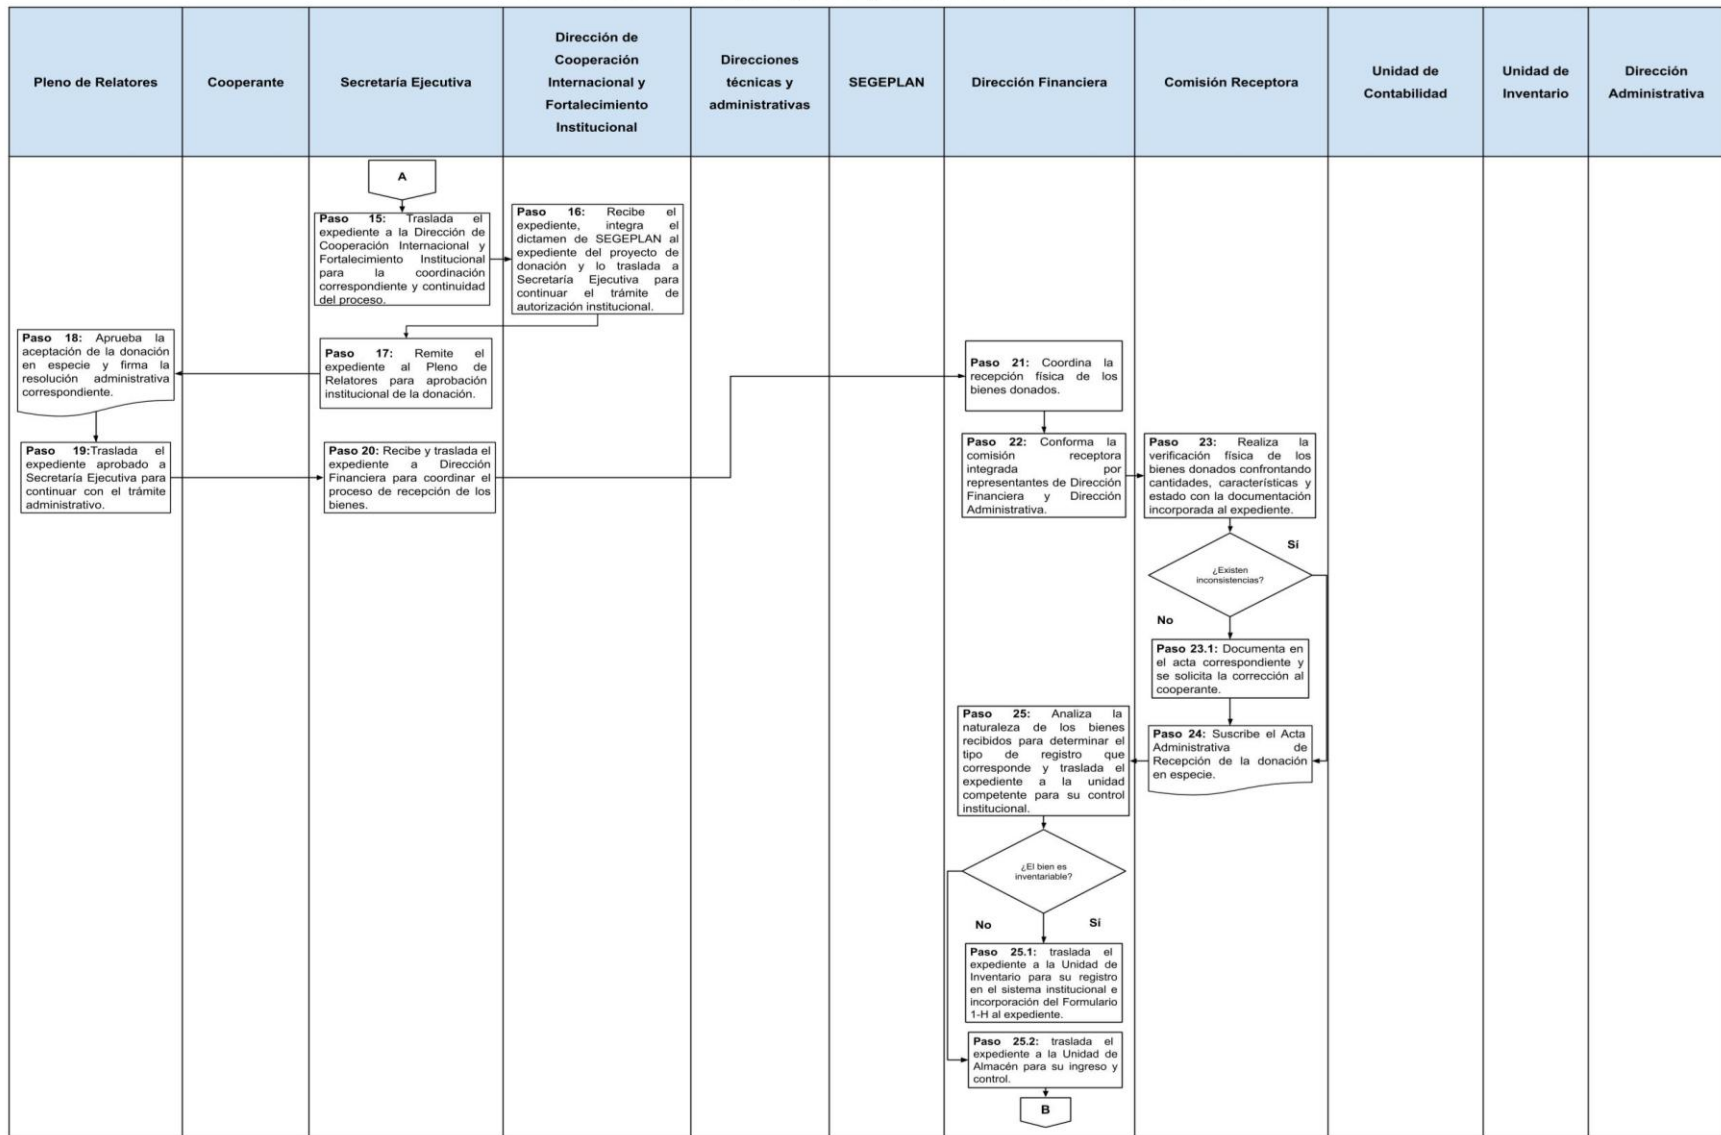 Pleno de Relatores
Cooperante
Secretaría Ejecutiva
Dirección de
Cooperación
Internacional y
Fortalecimiento
Institucional
Direcciones
técnicas y
administrativas
SEGEPLAN
Dirección Financiera
Comisión Receptora
Unidad de
Contabilidad
Unidad de
Inventario
Dirección
Administrativa
A
Paso 15: Traslada el
expediente a la Dirección de
Cooperación Internacional y
Fortalecimiento Institucional
para la coordinación
correspondiente y continuidad
del proceso.
Paso 16: Recibe el
expediente, integra el
dictamen de SEGEPLAN al
expediente del proyecto de
donación y lo traslada a
Secretaría Ejecutiva para
continuar el trámite de
autorización institucional.
Paso 17: Remite el
expediente al Pleno de
Relatores para aprobación
institucional de la donación.
Paso 18: Aprueba la
aceptación de la donación
en especie y firma la
resolución administrativa
correspondiente.
Paso 19:Traslada el
expediente aprobado a
Secretaría Ejecutiva para
continuar con el trámite
administrativo.
Paso 20: Recibe y traslada el
expediente a Dirección
Financiera para coordinar el
proceso de recepción de los
bienes.
Paso 21: Coordina la
recepción física de los
bienes donados.
Paso 22: Conforma la
comisión receptora
integrada por
representantes de Dirección
Financiera y Dirección
Administrativa.
Paso 23: Realiza la
verificación física de los
bienes donados confrontando
cantidades, características y
estado con la documentación
incorporada al expediente.
Sí
¿Existen
inconsistencias?
No
Paso 23.1: Documenta en
el acta correspondiente y
se solicita la corrección al
cooperante.
Paso 24: Suscribe el Acta
Administrativa de
Recepción de la donación
en especie.
Paso 25: Analiza la
naturaleza de los bienes
recibidos para determinar el
tipo de registro que
corresponde y traslada el
expediente a la unidad
competente para su control
institucional.
¿El bien es
inventariable?
No
Sí
Paso 25.1: traslada el
expediente a la Unidad de
Inventario para su registro
en el sistema institucional e
incorporación del Formulario
1-H al expediente.
Paso 25.2: traslada el
expediente a la Unidad de
Almacén para su ingreso y
control.
B